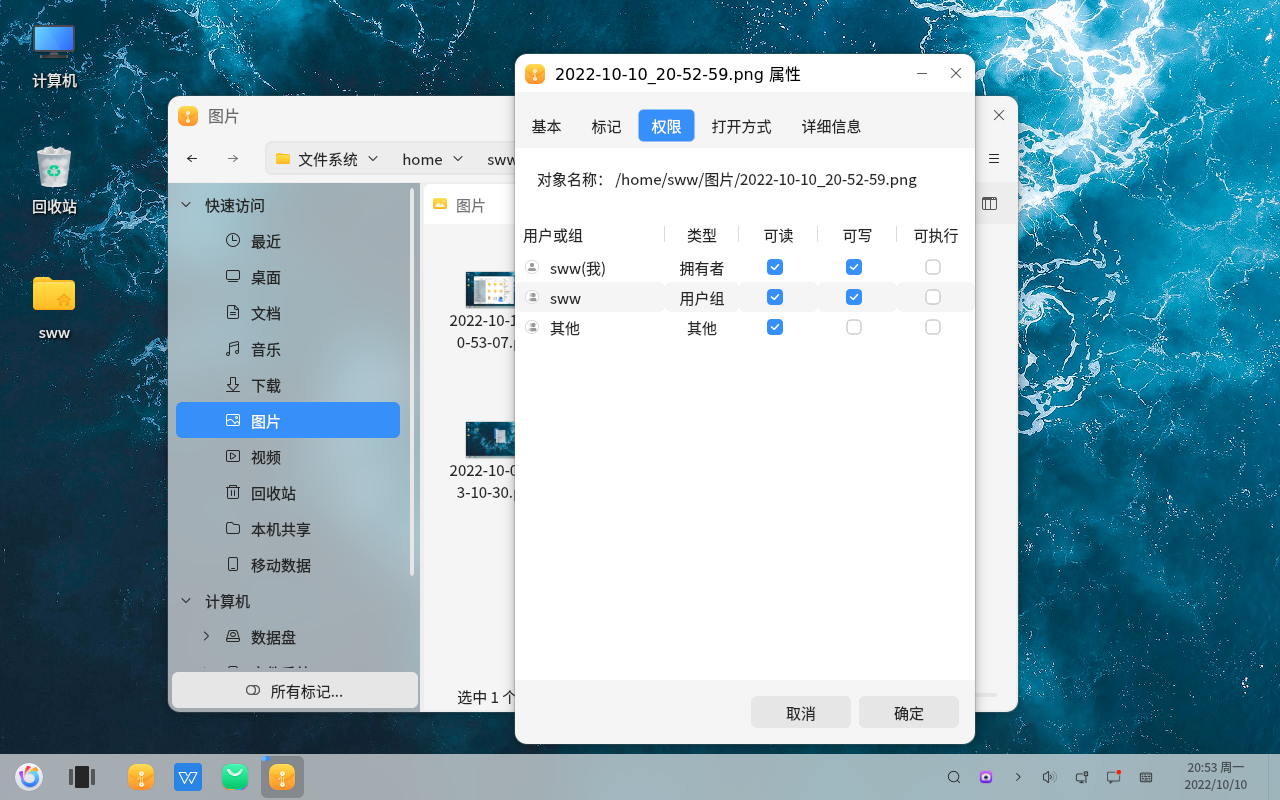 计算机
回收站
sww
图片
文件系统
home
sww
快速访问
最近
桌面
文档
音乐
下载
图片
视频
回收站
本机共享
移动数据
计算机
数据盘
所有标记...
图片
2022-10-1
0-53-07.p
2022-10-0
3-10-30.p
选中 1 个
2022-10-10_20-52-59.png 属性
基本 标记 权限 打开方式 详细信息
对象名称： /home/sww/图片/2022-10-10_20-52-59.png
用户或组 类型 可读 可写 可执行
sww(我) 拥有者
sww 用户组
其他 其他
取消 确定
20:53 周一
2022/10/10